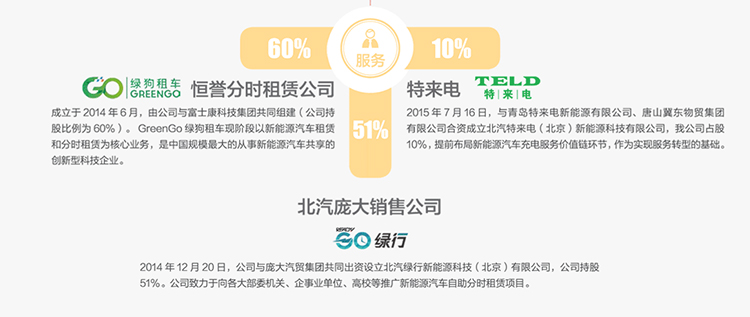 60%
服务
10%
51%
GO 绿狗租车 GREENGO 恒誉分时租赁公司
成立于 2014 年 6 月，由公司与富士康科技集团共同组建（公司持
股比例为 60%）。 GreenGo 绿狗租车现阶段以新能源汽车租赁
和分时租赁为核心业务，是中国规模最大的从事新能源汽车共享的
创新型科技企业。
特来电 TELD 特|来|电
2015 年 7 月 16 日，与青岛特来电新能源有限公司、唐山冀东物贸集团
有限公司合资成立北汽特来电（北京）新能源科技有限公司，我公司占股
10%，提前布局新能源汽车充电服务价值链环节，作为实现服务转型的基础。
北汽庞大销售公司
READY GO 绿行
2014 年 12 月 20 日，公司与庞大汽贸集团共同出资设立北汽绿行新能源科技（北京）有限公司，公司持股
51%。公司致力于向各大部委机关、企事业单位、高校等推广新能源汽车自助分时租赁项目。